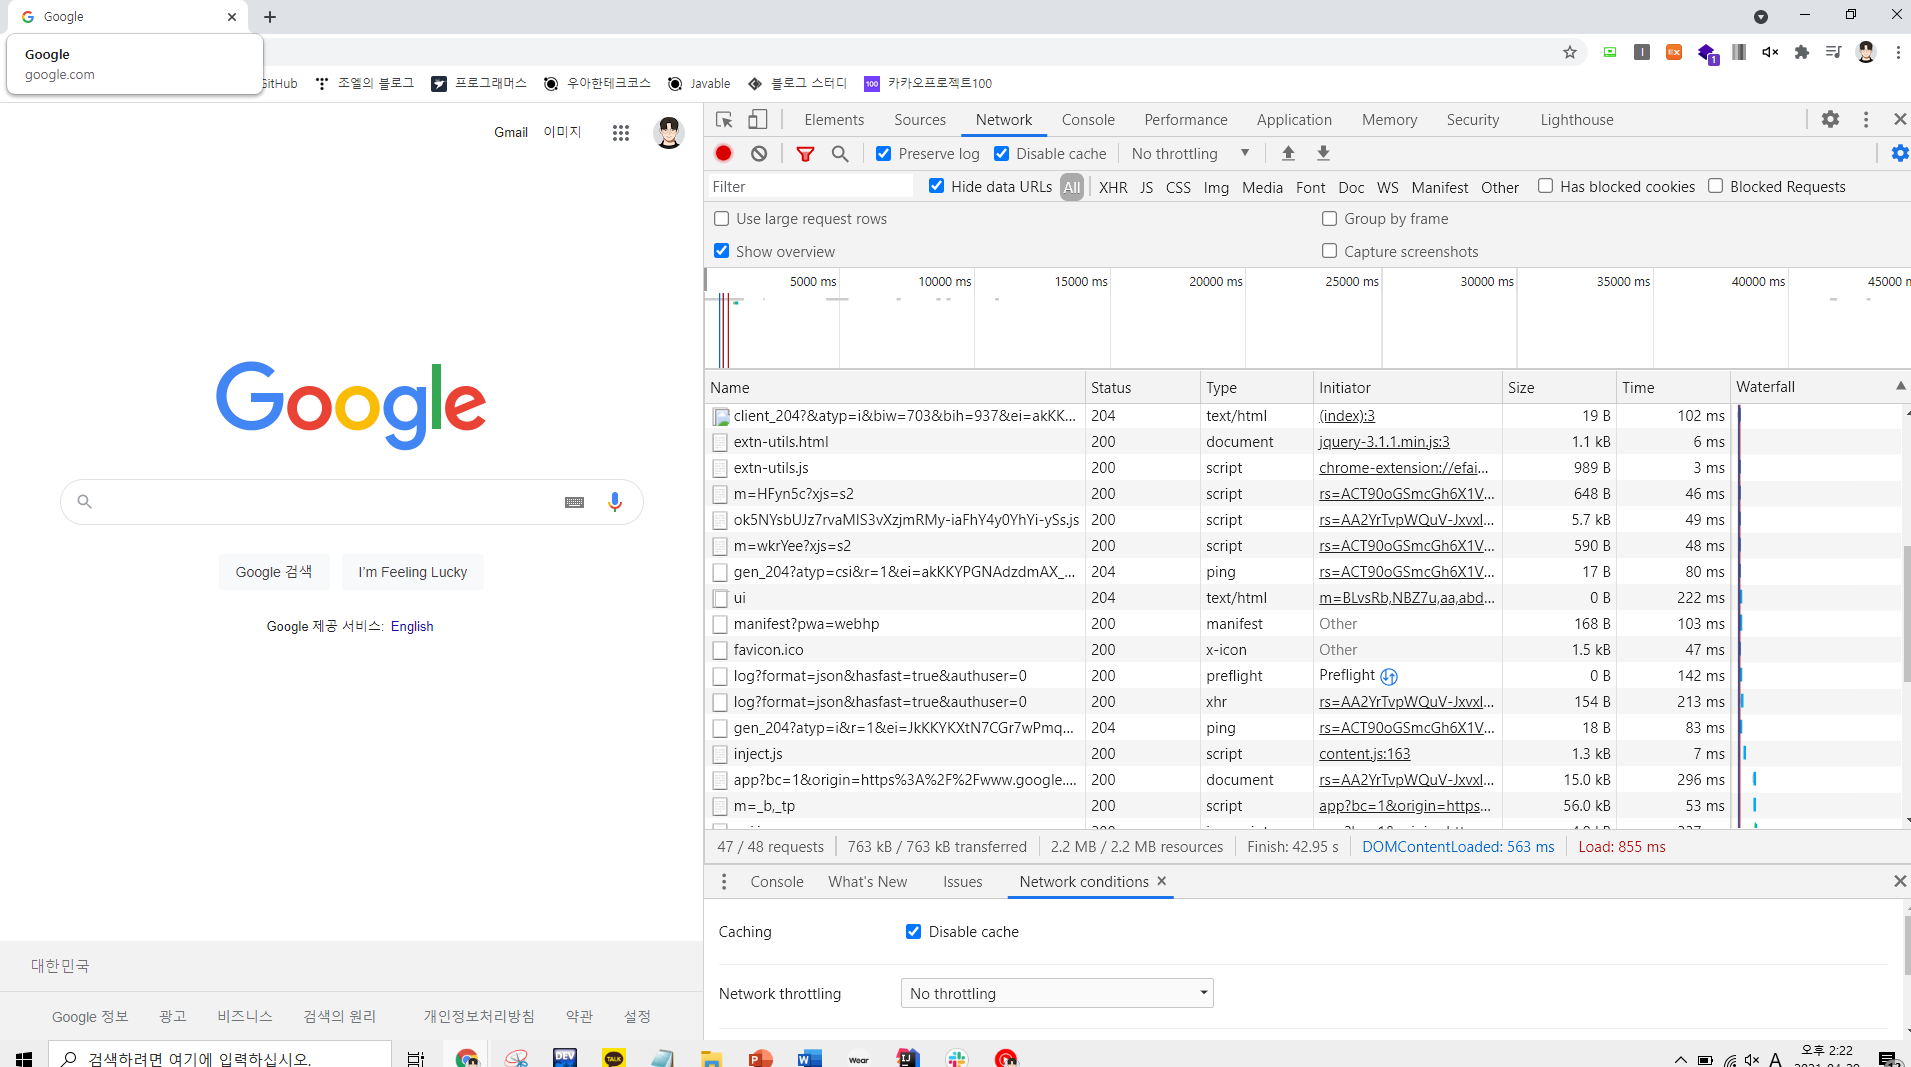 Google
Google
google.com
GitHub 조엘의 블로그 프로그래머스 우아한테크코스 Javable 블로그 스터디 100 카카오프로젝트100
Gmail 이미지
Google
Google 검색 I'm Feeling Lucky
Google 제공 서비스: English
대한민국
Google 정보 광고 비즈니스 검색의 원리 개인정보처리방침 약관 설정
Elements Sources Network Console Performance Application Memory Security Lighthouse
Preserve log Disable cache No throttling
Filter Hide data URLs All XHR JS CSS Img Media Font Doc WS Manifest Other Has blocked cookies Blocked Requests
Use large request rows Group by frame
Show overview Capture screenshots
5000 ms 10000 ms 15000 ms 20000 ms 25000 ms 30000 ms 35000 ms 40000 ms 45000 m
Name Status Type Initiator Size Time Waterfall
client_204?&atyp=i&biw=703&bih=937&ei=akKK... 204 text/html (index):3 19 B 102 ms
extn-utils.html 200 document jquery-3.1.1.min.js:3 1.1 kB 6 ms
extn-utils.js 200 script chrome-extension://efai... 989 B 3 ms
m=HFyn5c?xjs=s2 200 script rs=ACT90oGSmcGh6X1V... 648 B 46 ms
ok5NYsbUJz7rvaMIS3vXzjmRMy-iaFhY4y0YhYi-ySs.js 200 script rs=AA2YrTvpWQuV-JxvxI... 5.7 kB 49 ms
m=wkrYee?xjs=s2 200 script rs=ACT90oGSmcGh6X1V... 590 B 48 ms
gen_204?atyp=csi&r=1&ei=akKKYPGNAdzdmAX_... 204 ping rs=ACT90oGSmcGh6X1V... 17 B 80 ms
ui 204 text/html m=BLvsRb,NBZ7u,aa,abd... 0 B 222 ms
manifest?pwa=webhp 200 manifest Other 168 B 103 ms
favicon.ico 200 x-icon Other 1.5 kB 47 ms
log?format=json&hasfast=true&authuser=0 200 preflight Preflight 0 B 142 ms
log?format=json&hasfast=true&authuser=0 200 xhr rs=AA2YrTvpWQuV-JxvxI... 154 B 213 ms
gen_204?atyp=i&r=1&ei=JkKKYKXtN7CGr7wPmq... 204 ping rs=ACT90oGSmcGh6X1V... 18 B 83 ms
inject.js 200 script content.js:163 1.3 kB 7 ms
app?bc=1&origin=https%3A%2F%2Fwww.google.... 200 document rs=AA2YrTvpWQuV-JxvxI... 15.0 kB 296 ms
m=_b,_tp 200 script app?bc=1&origin=https... 56.0 kB 53 ms
47 / 48 requests 763 kB / 763 kB transferred 2.2 MB / 2.2 MB resources Finish: 42.95 s DOMContentLoaded: 563 ms Load: 855 ms
Console What's New Issues Network conditions
Caching Disable cache
Network throttling No throttling
검색하려면 여기에 입력하십시오. DEV TALK Wear A 오후 2:22